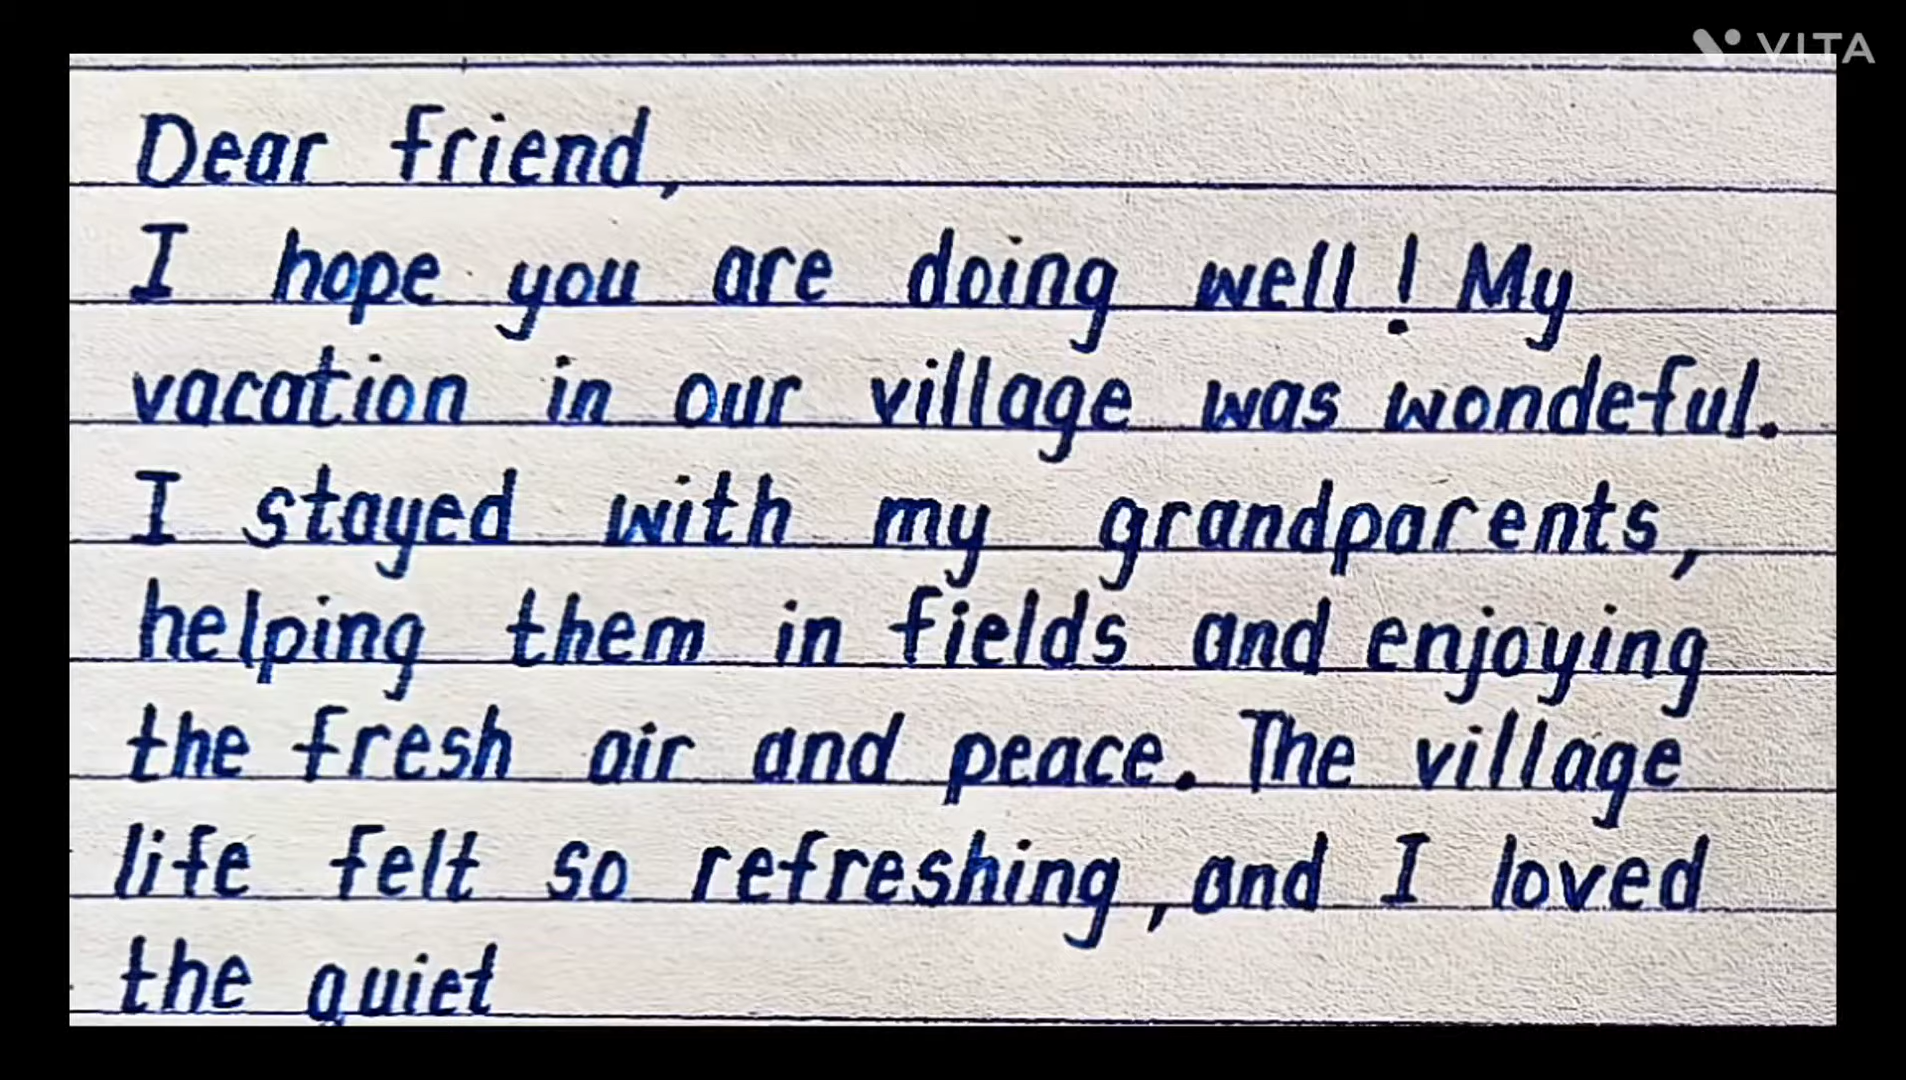 VITA
Dear friend,
I hope you are doing well! My
vacation in our village was wondeful.
I stayed with my grandparents,
helping them in fields and enjoying
the fresh air and peace. The village
life felt so refreshing, and I loved
the quiet